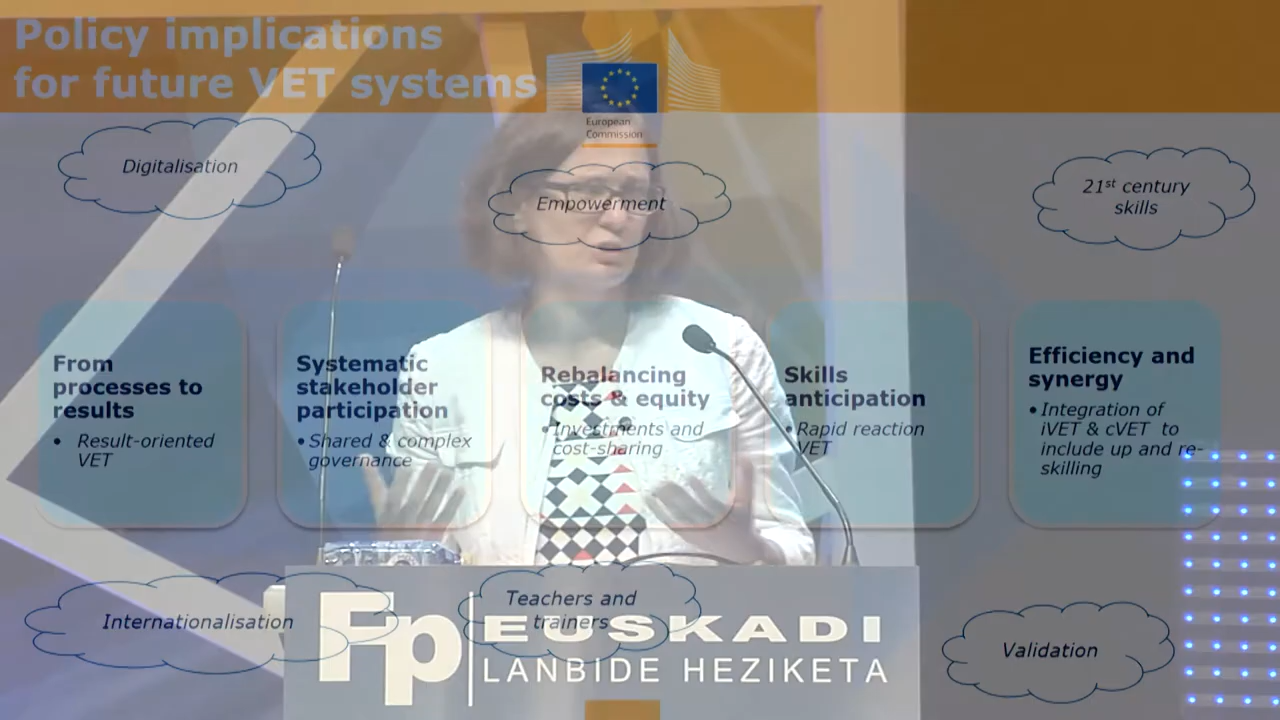 Policy implications
for future VET systems
European
Commission
Digitalisation
Empowerment
21st century
skills
From
processes to
results
• Result-oriented
VET
Systematic
stakeholder
participation
• Shared & complex
governance
Rebalancing
costs & equity
• Investments and
cost-sharing
Skills
anticipation
• Rapid reaction
VET
Efficiency and
synergy
• Integration of
iVET & cVET to
include up and re-
skilling
Internationalisation
Teachers and
trainers
Validation
Fp EUSKADI
LANBIDE HEZIKETA